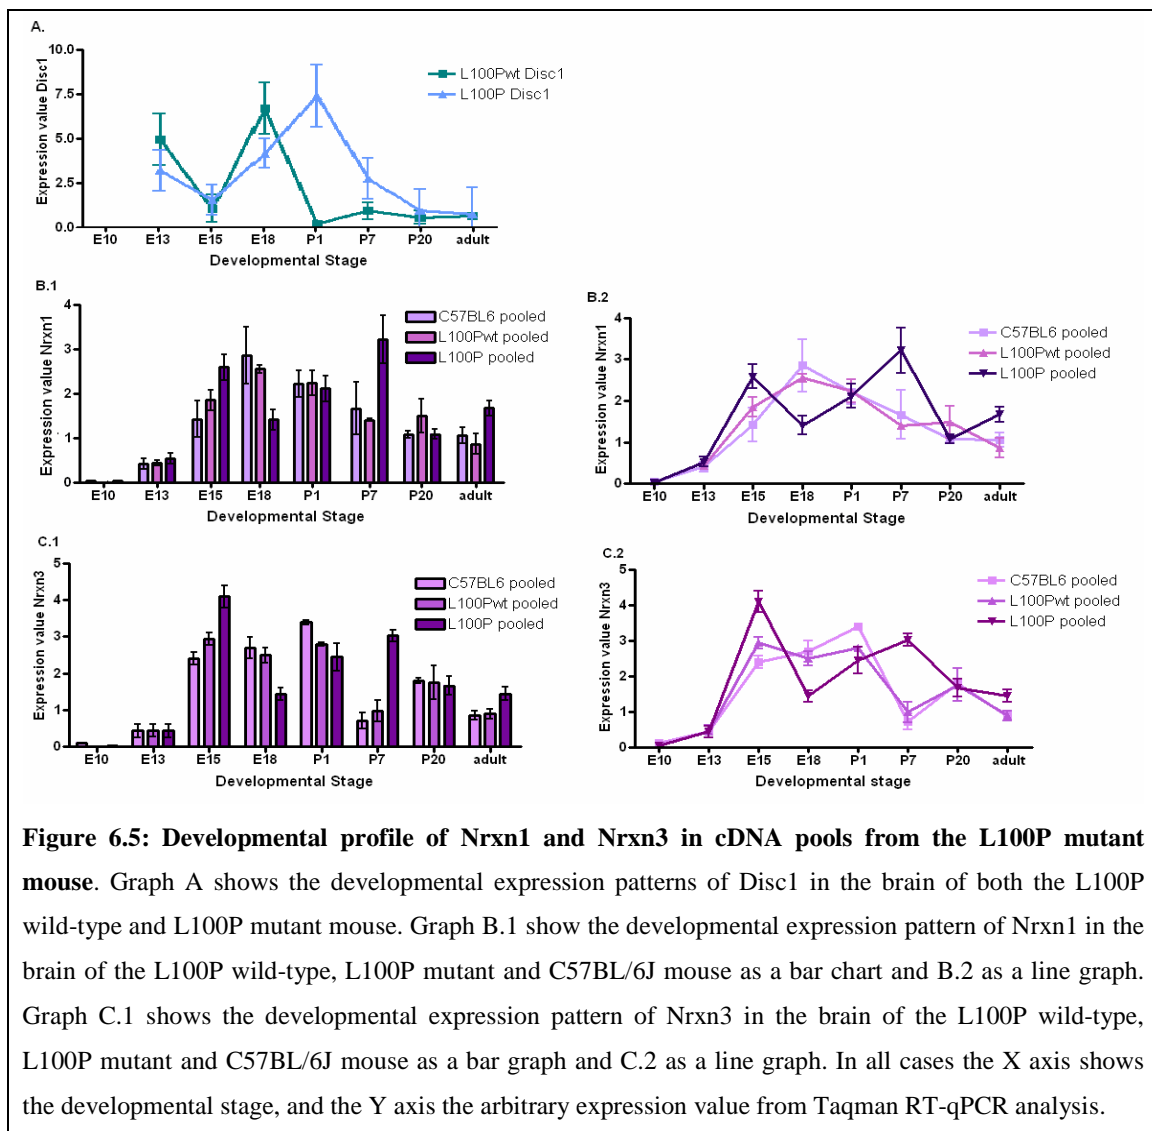 A.
Expression value Disc1
10.0
7.5
5.0
2.5
0.0
L100Pwt Disc1
L100P Disc1
E10 E13 E15 E18 P1 P7 P20 adult
Developmental Stage
B.1
Expression value Nrxn1
4
3
2
1
0
C57BL6 pooled
L100Pwt pooled
L100P pooled
E10 E13 E15 E18 P1 P7 P20 adult
Developmental Stage
B.2
Expression value Nrxn1
4
3
2
1
0
C57BL6 pooled
L100Pwt pooled
L100P pooled
E10 E13 E15 E18 P1 P7 P20 adult
Developmental Stage
C.1
Expression value Nrxn3
5
4
3
2
1
0
C57BL6 pooled
L100Pwt pooled
L100P pooled
E10 E13 E15 E18 P1 P7 P20 adult
Developmental Stage
C.2
Expression value Nrxn3
5
4
3
2
1
0
C57BL6 pooled
L100Pwt pooled
L100P pooled
E10 E13 E15 E18 P1 P7 P20 adult
Developmental stage
Figure 6.5: Developmental profile of Nrxn1 and Nrxn3 in cDNA pools from the L100P mutant
mouse. Graph A shows the developmental expression patterns of Disc1 in the brain of both the L100P
wild-type and L100P mutant mouse. Graph B.1 show the developmental expression pattern of Nrxn1 in the
brain of the L100P wild-type, L100P mutant and C57BL/6J mouse as a bar chart and B.2 as a line graph.
Graph C.1 shows the developmental expression pattern of Nrxn3 in the brain of the L100P wild-type,
L100P mutant and C57BL/6J mouse as a bar graph and C.2 as a line graph. In all cases the X axis shows
the developmental stage, and the Y axis the arbitrary expression value from Taqman RT-qPCR analysis.